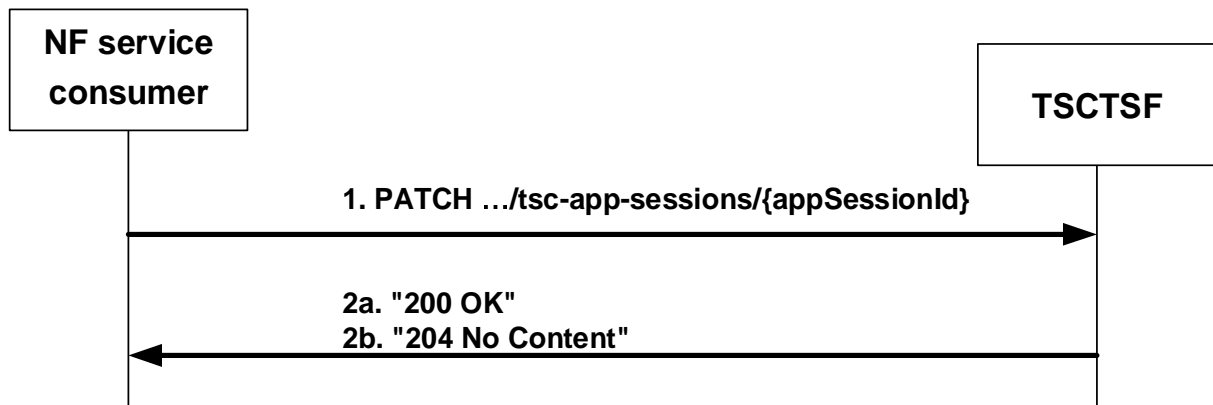 NF service
consumer
TSCTSF
1. PATCH …/tsc-app-sessions/{appSessionId}
2a. "200 OK"
2b. "204 No Content"